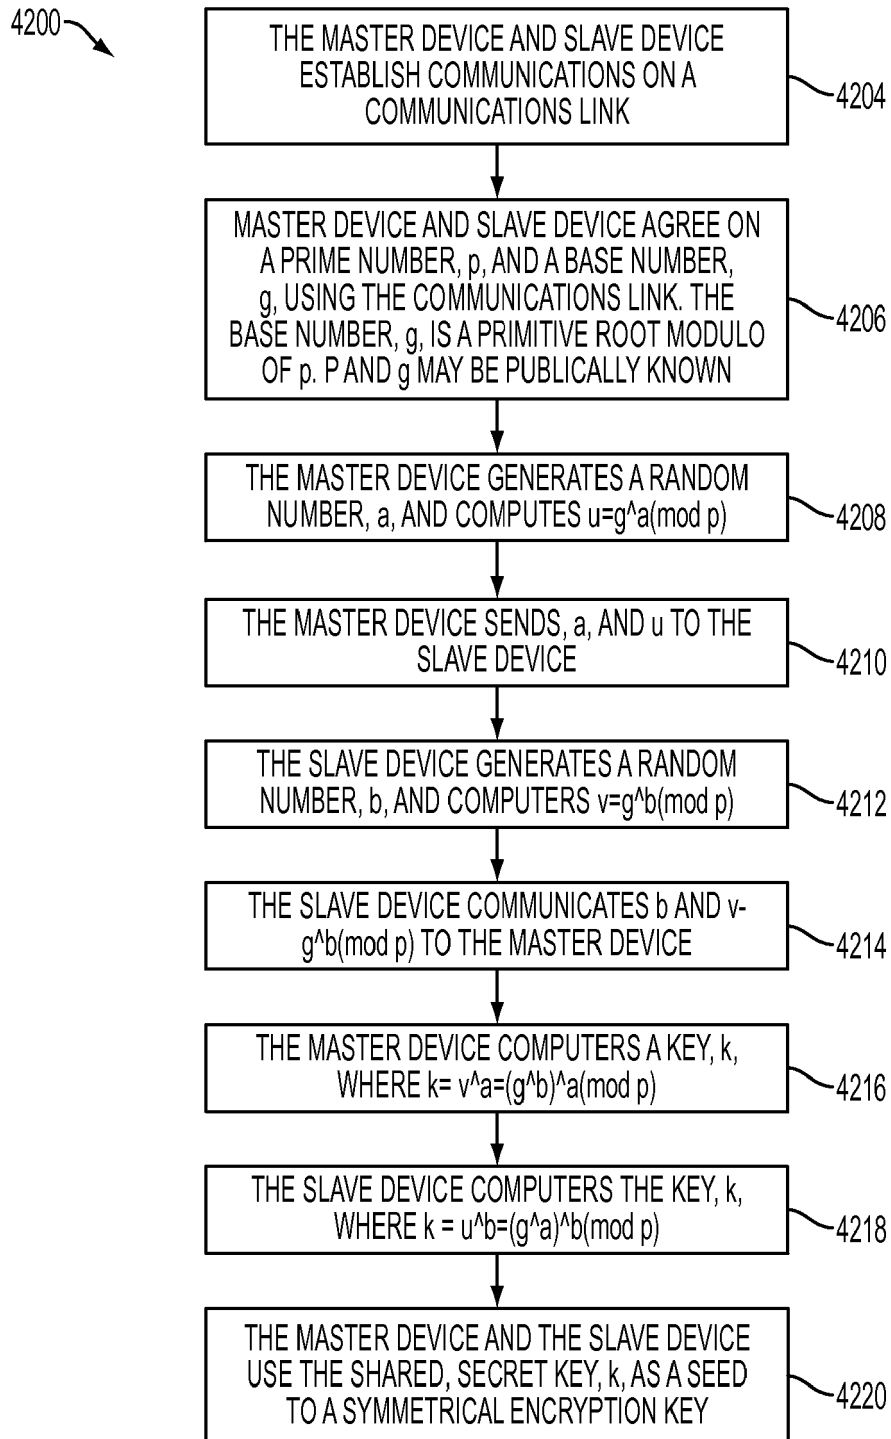 4200
THE MASTER DEVICE AND SLAVE DEVICE
ESTABLISH COMMUNICATIONS ON A
COMMUNICATIONS LINK
4204
MASTER DEVICE AND SLAVE DEVICE AGREE ON
A PRIME NUMBER, p, AND A BASE NUMBER,
g, USING THE COMMUNICATIONS LINK. THE
BASE NUMBER, g, IS A PRIMITIVE ROOT MODULO
OF p. P AND g MAY BE PUBLICALLY KNOWN
4206
THE MASTER DEVICE GENERATES A RANDOM
NUMBER, a, AND COMPUTES u=g^a(mod p)
4208
THE MASTER DEVICE SENDS, a, AND u TO THE
SLAVE DEVICE
4210
THE SLAVE DEVICE GENERATES A RANDOM
NUMBER, b, AND COMPUTERS v=g^b(mod p)
4212
THE SLAVE DEVICE COMMUNICATES b AND v-
g^b(mod p) TO THE MASTER DEVICE
4214
THE MASTER DEVICE COMPUTERS A KEY, k,
WHERE k= v^a=(g^b)^a(mod p)
4216
THE SLAVE DEVICE COMPUTERS THE KEY, k,
WHERE k = u^b=(g^a)^b(mod p)
4218
THE MASTER DEVICE AND THE SLAVE DEVICE
USE THE SHARED, SECRET KEY, k, AS A SEED
TO A SYMMETRICAL ENCRYPTION KEY
4220